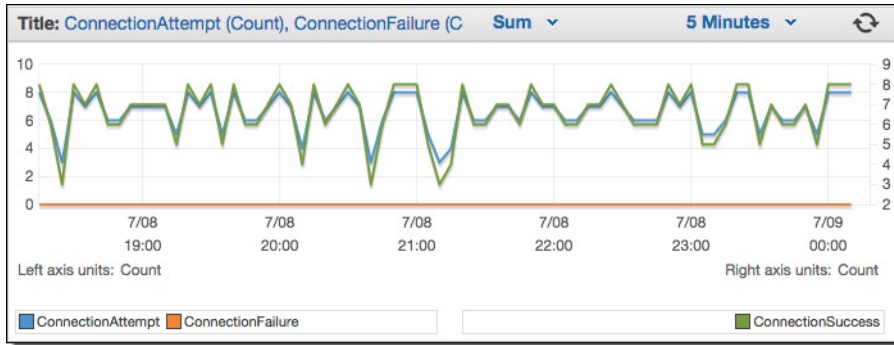 Title: ConnectionAttempt (Count), ConnectionFailure (C Sum 5 Minutes
10 9
8 8
7
6 6
4 5
4
2 3
0 2
7/08 7/08 7/08 7/08 7/08 7/09
19:00 20:00 21:00 22:00 23:00 00:00
Left axis units: Count Right axis units: Count
ConnectionAttempt ConnectionFailure ConnectionSuccess